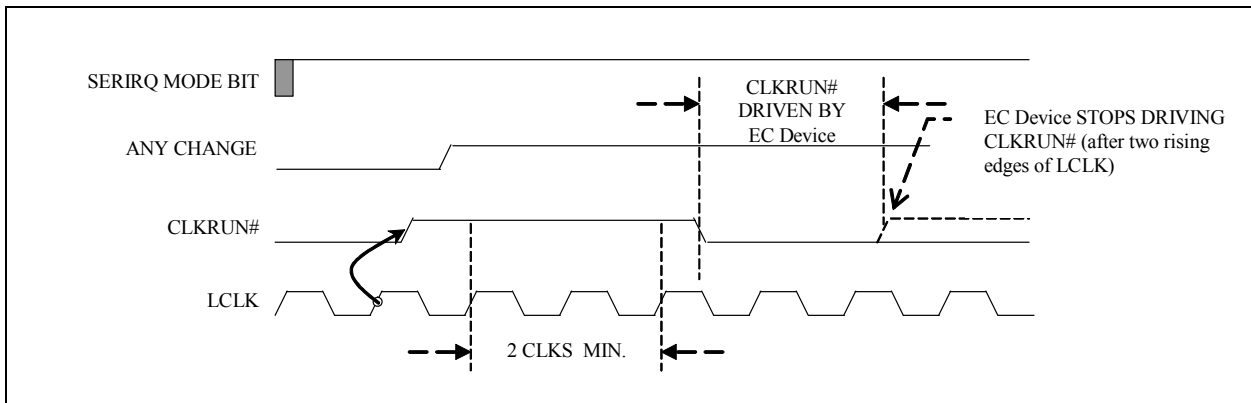 SERIRQ MODE BIT
CLKRUN#
DRIVEN BY
EC Device
EC Device STOPS DRIVING
CLKRUN# (after two rising
edges of LCLK)
ANY CHANGE
CLKRUN#
LCLK
2 CLKS MIN.